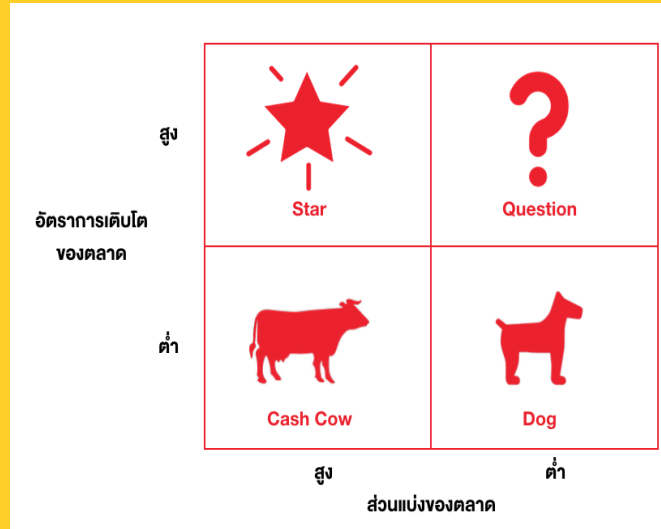 สูง
Star
Question
อัตราการเติบโต
ของตลาด
ต่ำ
Cash Cow
Dog
สูง
ต่ำ
ส่วนแบ่งของตลาด